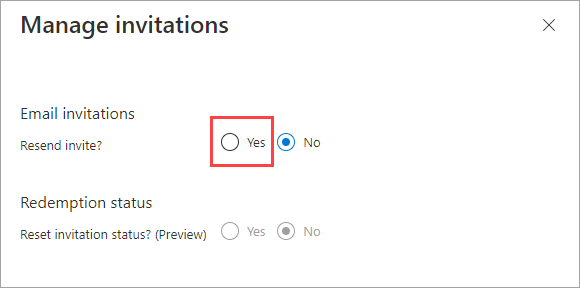 Manage invitations
Email invitations
Resend invite? Yes No
Redemption status
Reset invitation status? (Preview) Yes No